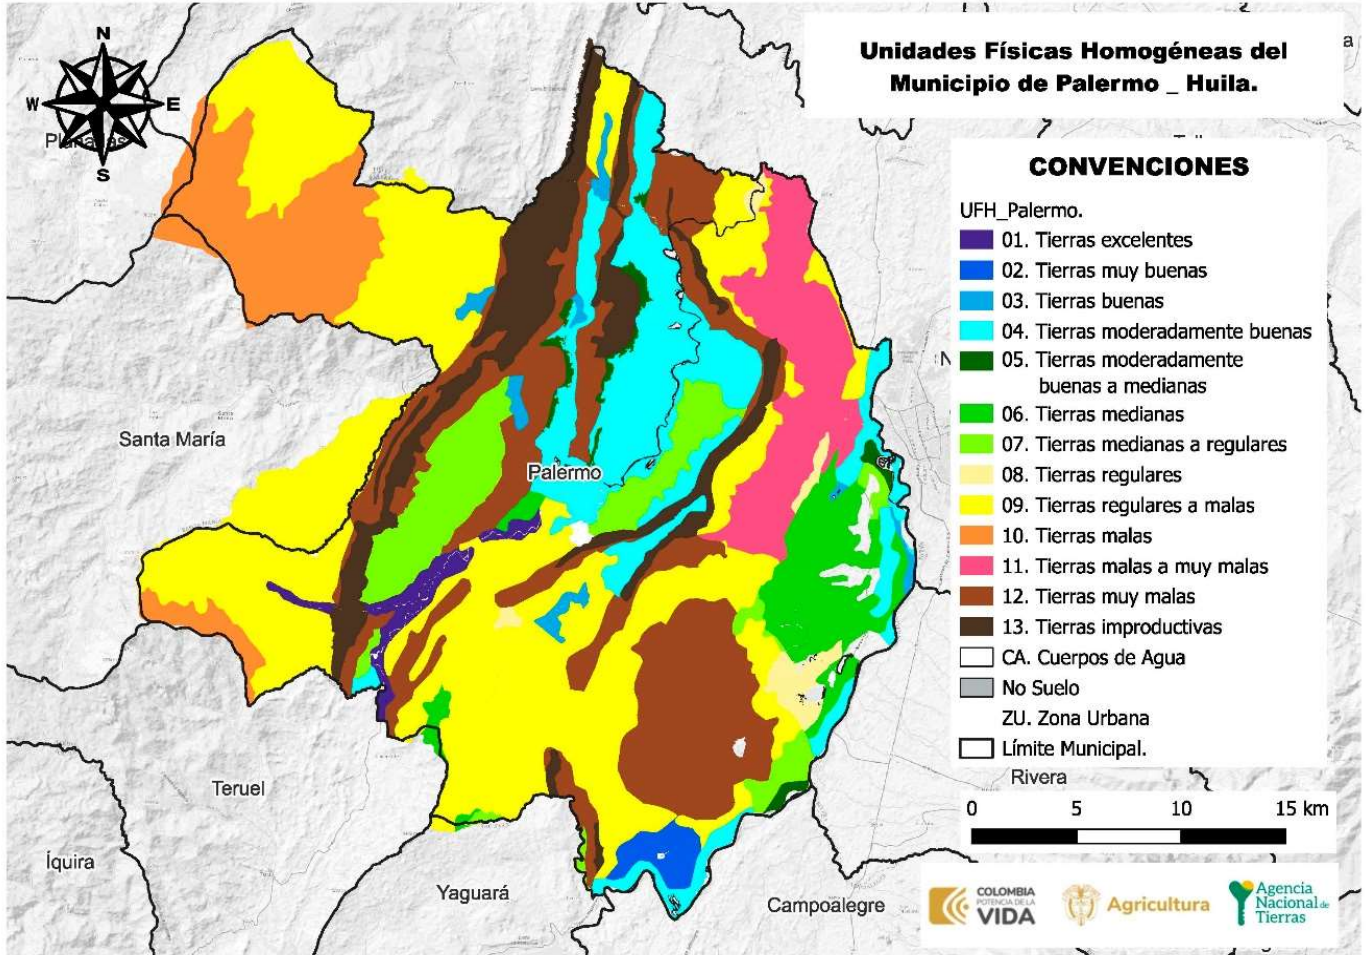 Unidades Físicas Homogéneas del
Municipio de Palermo _ Huila.
N
W
E
S
CONVENCIONES
UFH_Palermo.
01. Tierras excelentes
02. Tierras muy buenas
03. Tierras buenas
04. Tierras moderadamente buenas
05. Tierras moderadamente
buenas a medianas
06. Tierras medianas
07. Tierras medianas a regulares
08. Tierras regulares
09. Tierras regulares a malas
10. Tierras malas
11. Tierras malas a muy malas
12. Tierras muy malas
13. Tierras improductivas
CA. Cuerpos de Agua
No Suelo
ZU. Zona Urbana
Límite Municipal.
Santa María
Palermo
Teruel
Íquira
Yaguará
Campoalegre
Rivera
0 5 10 15 km
COLOMBIA
POTENCIA DE LA
VIDA
Agricultura
Agencia
Nacional de
Tierras